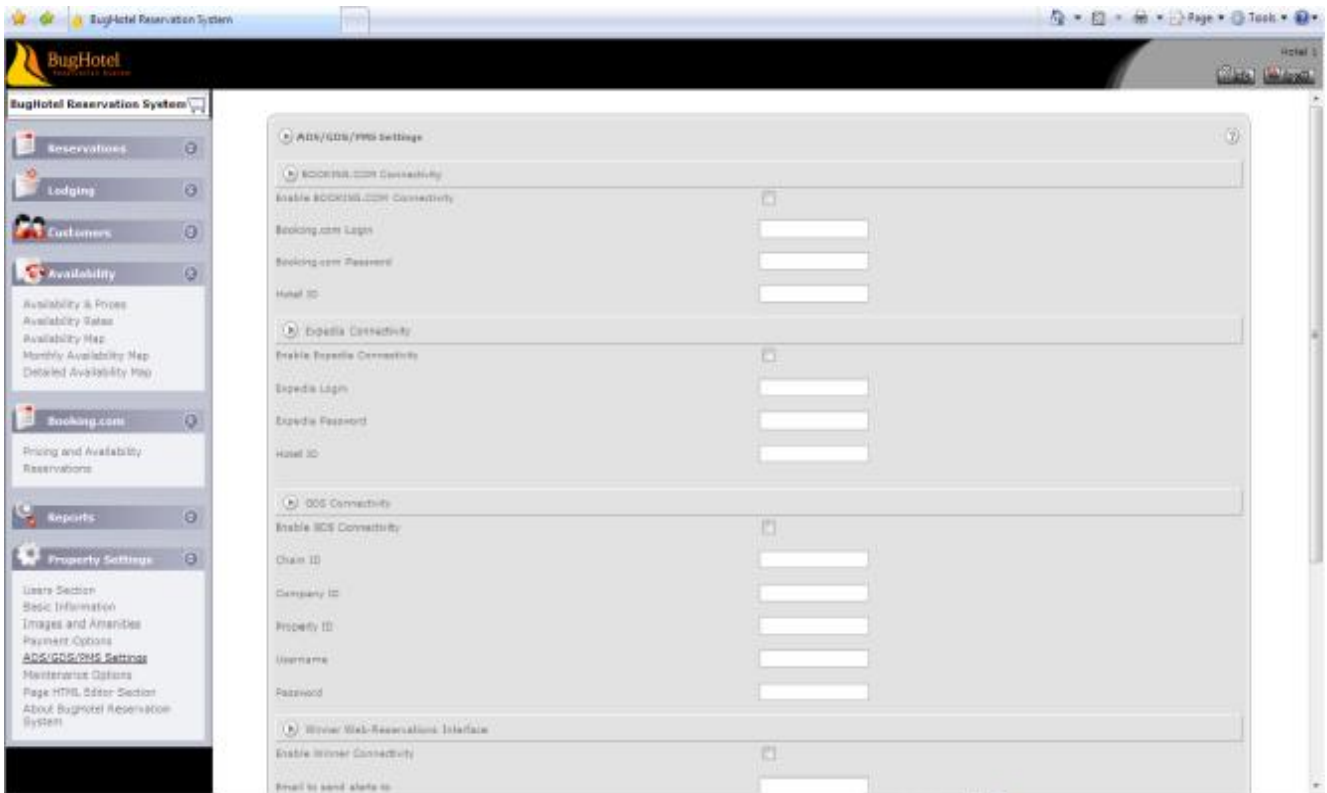 BugHotel Reservation System
Page
Tools
BugHotel
Hotel 1
BugHotel Reservation System
Reservations
Lodging
Customers
Availability
Availability & Prices
Availability Rates
Availability Map
Monthly Availability Map
Detailed Availability Map
Booking.com
Pricing and Availability
Reservations
Reports
Property Settings
Users Section
Basic Information
Images and Amenities
Payment Options
ADS/GDS/PMS Settings
Maintenance Options
Page HTML Editor Section
About BugHotel Reservation
System
ADS/GDS/PMS Settings
BOOKING.COM Connectivity
Enable BOOKING.COM Connectivity
Booking.com Login
Booking.com Password
Hotel ID
Expedia Connectivity
Enable Expedia Connectivity
Expedia Login
Expedia Password
Hotel ID
GDS Connectivity
Enable GDS Connectivity
Chain ID
Company ID
Property ID
Username
Password
Winner Web-Reservations Interface
Enable Winner Connectivity
Email to send alerts to